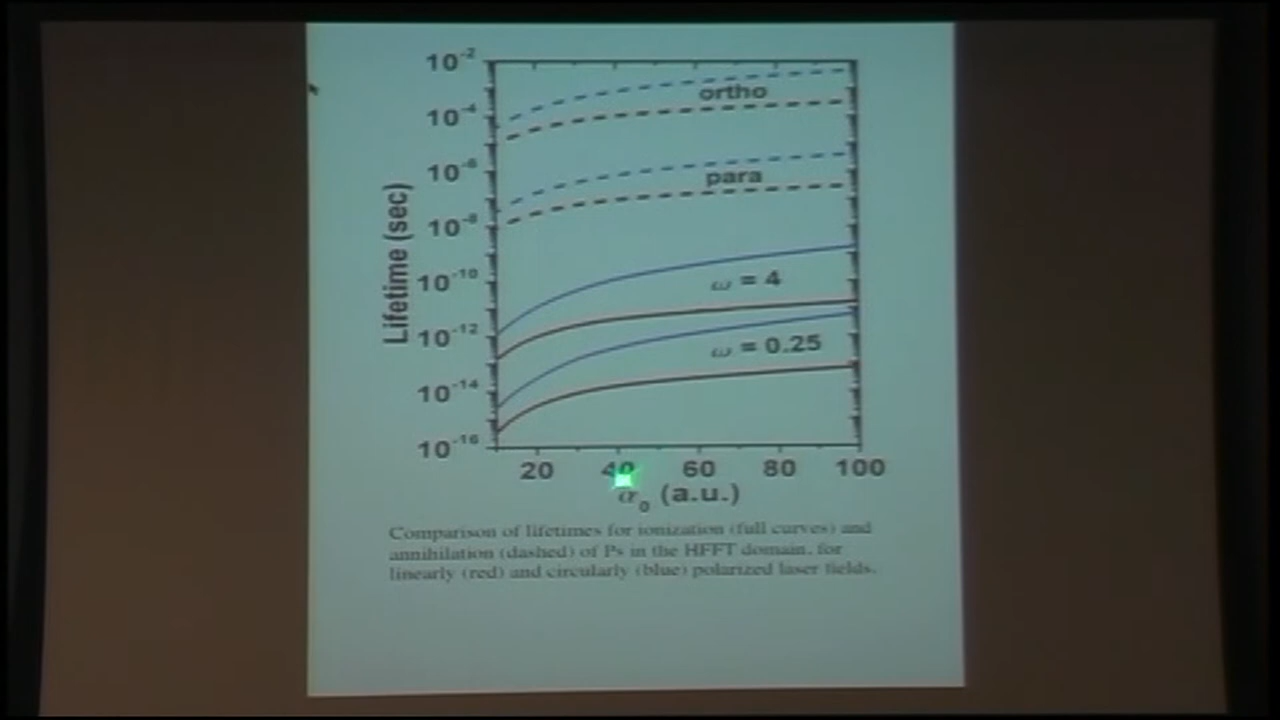 10⁻²
ortho
10⁻⁴
10⁻⁶
para
10⁻⁸
Lifetime (sec)
10⁻¹⁰
ω = 4
10⁻¹²
ω = 0.25
10⁻¹⁴
10⁻¹⁶
20 40 60 80 100
α₀ (a.u.)
Comparison of lifetimes for ionization (full curves) and
annihilation (dashed) of Ps in the HFFT domain, for
linearly (red) and circularly (blue) polarized laser fields.